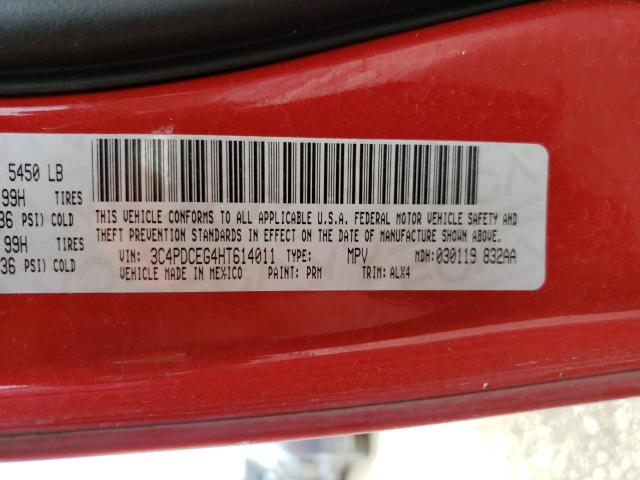 5450 LB
99H TIRES
36 PSI) COLD
99H TIRES
36 PSI) COLD
THIS VEHICLE CONFORMS TO ALL APPLICABLE U.S.A. FEDERAL MOTOR VEHICLE SAFETY AND
THEFT PREVENTION STANDARDS IN EFFECT ON THE DATE OF MANUFACTURE SHOWN ABOVE.
VIN: 3C4PDCEG4HT614011 TYPE: MPV MDH:030119 832AA
VEHICLE MADE IN MEXICO PAINT: PRM TRIM: ALX4